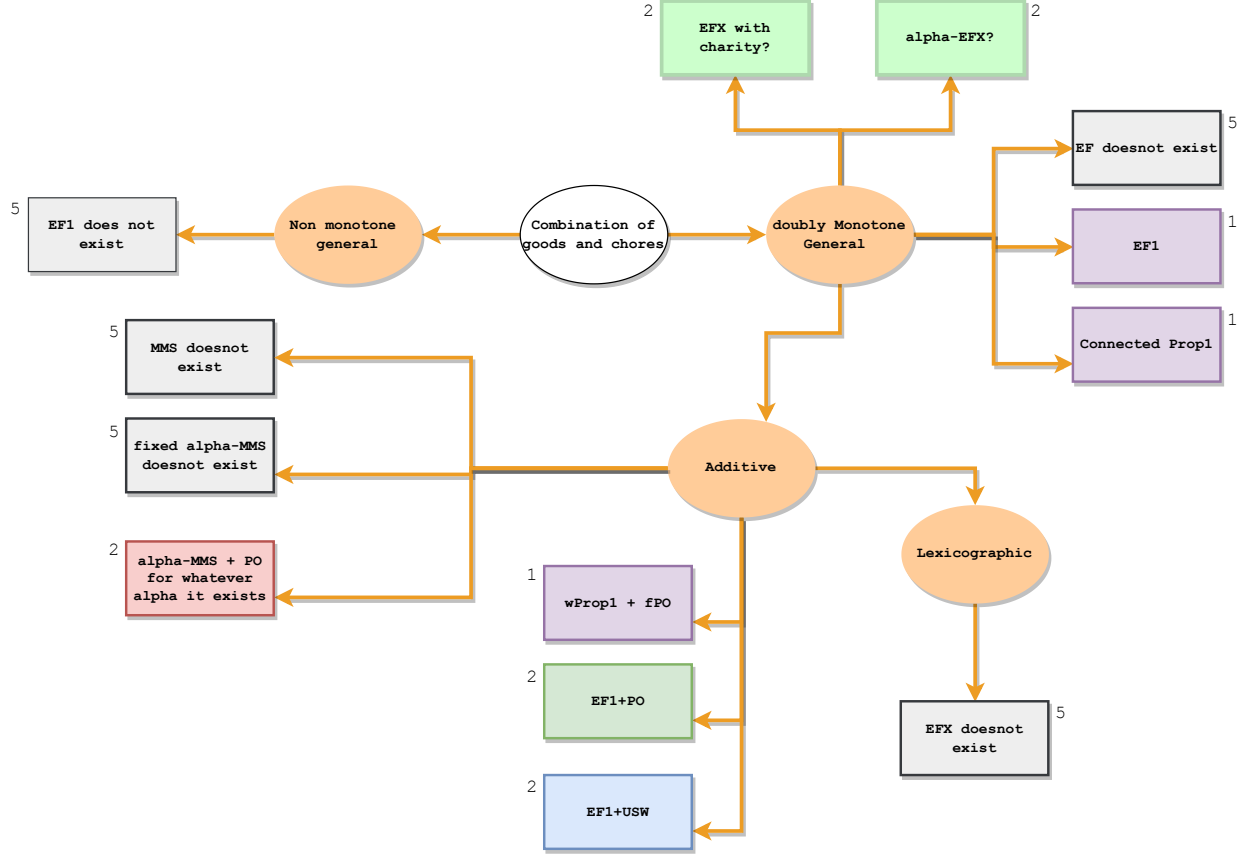 2
EFX with
charity?
alpha-EFX?
2
EF doesnot exist
5
5
EF1 does not
exist
Non monotone
general
Combination of
goods and chores
doubly Monotone
General
EF1
1
Connected Prop1
1
5
MMS doesnot
exist
5
fixed alpha-MMS
doesnot exist
Additive
2
alpha-MMS + PO
for whatever
alpha it exists
Lexicographic
1
wProp1 + fPO
2
EF1+PO
EFX doesnot
exist
5
2
EF1+USW